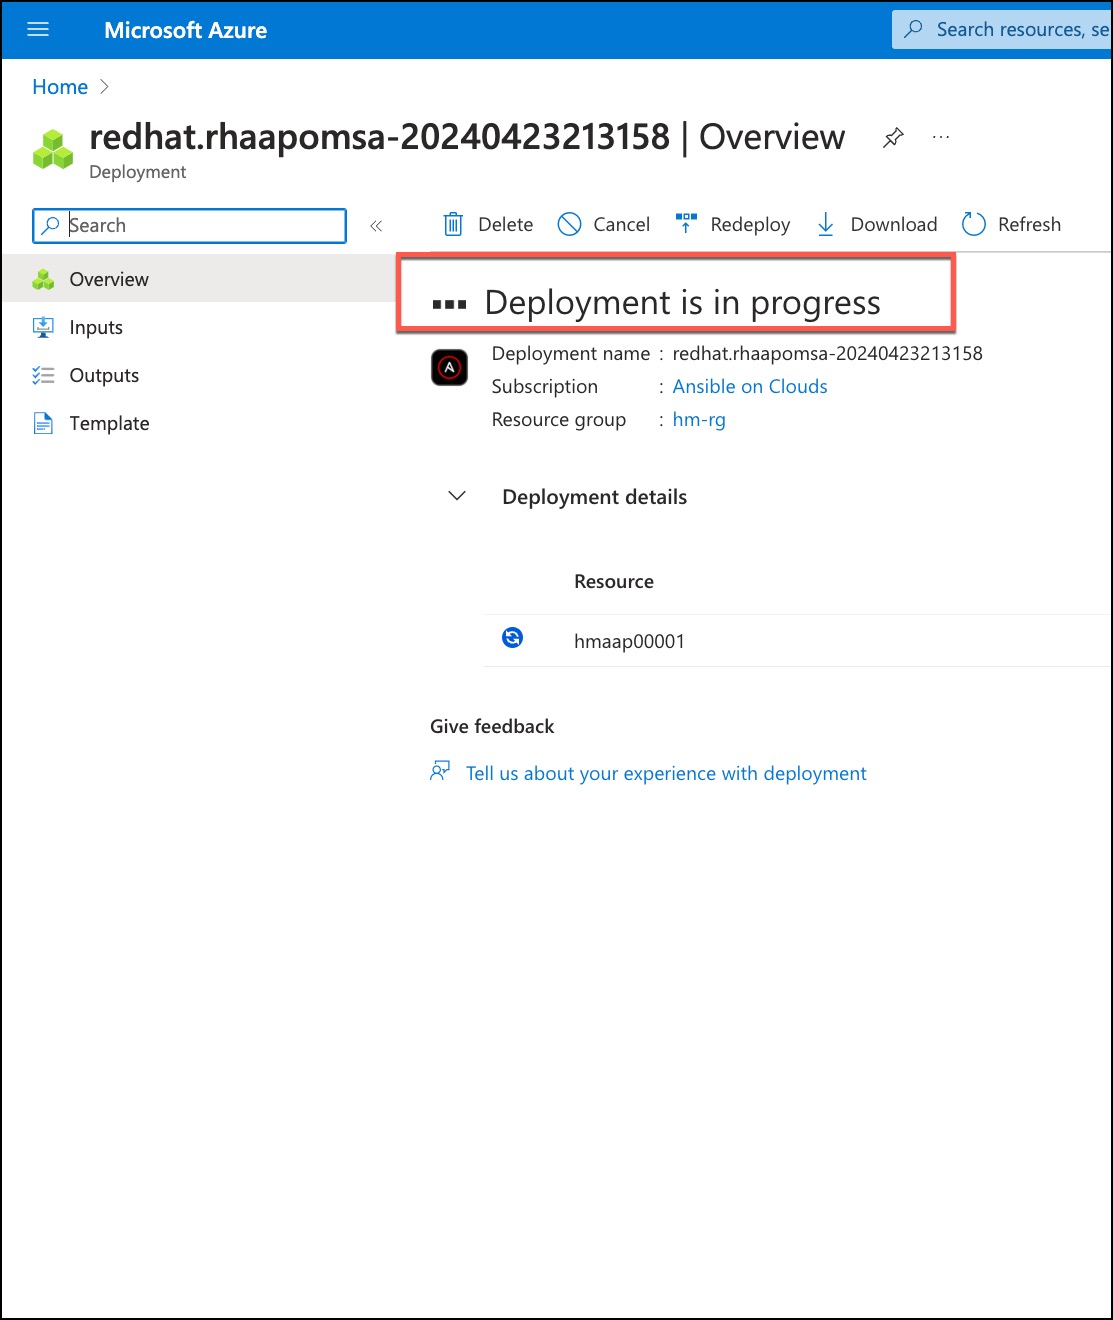 Microsoft Azure
Search resources, se
Home
redhat.rhaapomsa-20240423213158 | Overview
Deployment
Search
Delete
Cancel
Redeploy
Download
Refresh
Overview
Inputs
Outputs
Template
Deployment is in progress
Deployment name : redhat.rhaapomsa-20240423213158
Subscription : Ansible on Clouds
Resource group : hm-rg
Deployment details
Resource
hmaap00001
Give feedback
Tell us about your experience with deployment